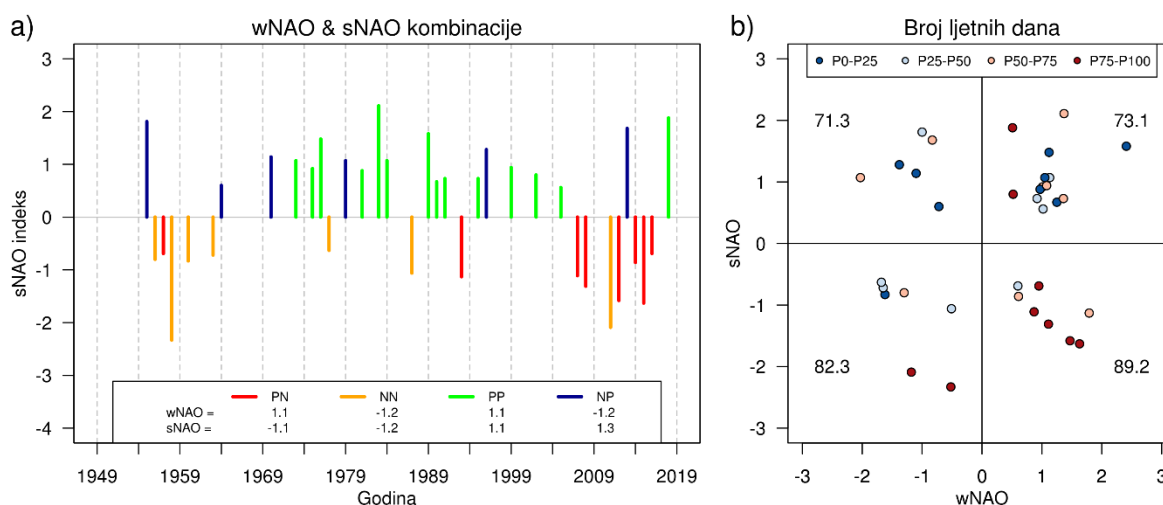 a)
wNAO & sNAO kombinacije
sNAO indeks
3
2
1
0
-1
-2
-3
-4
PN NN PP NP
wNAO = 1.1 -1.2 1.1 -1.2
sNAO = -1.1 -1.2 1.1 1.3
1949 1959 1969 1979 1989 1999 2009 2019
Godina
b)
Broj ljetnih dana
P0-P25 P25-P50 P50-P75 P75-P100
sNAO
3
2
1
0
-1
-2
-3
71.3 73.1
82.3 89.2
-3 -2 -1 0 1 2 3
wNAO